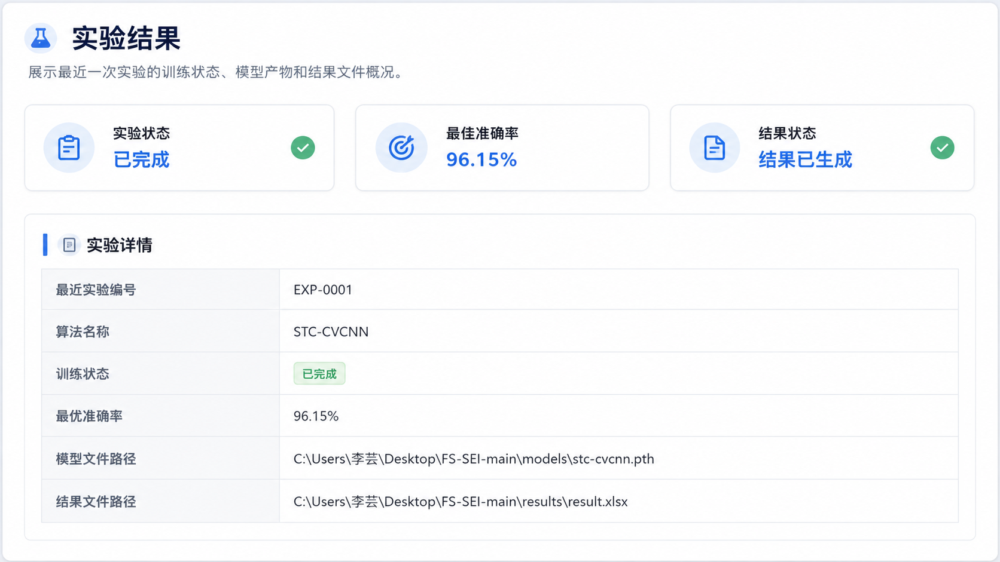 实验结果
展示最近一次实验的训练状态、模型产物和结果文件概况。
实验状态
已完成
最佳准确率
96.15%
结果状态
结果已生成
实验详情
最近实验编号 EXP-0001
算法名称 STC-CVCNN
训练状态 已完成
最优准确率 96.15%
模型文件路径 C:\Users\李芸\Desktop\FS-SEI-main\models\stc-cvcnn.pth
结果文件路径 C:\Users\李芸\Desktop\FS-SEI-main\results\result.xlsx